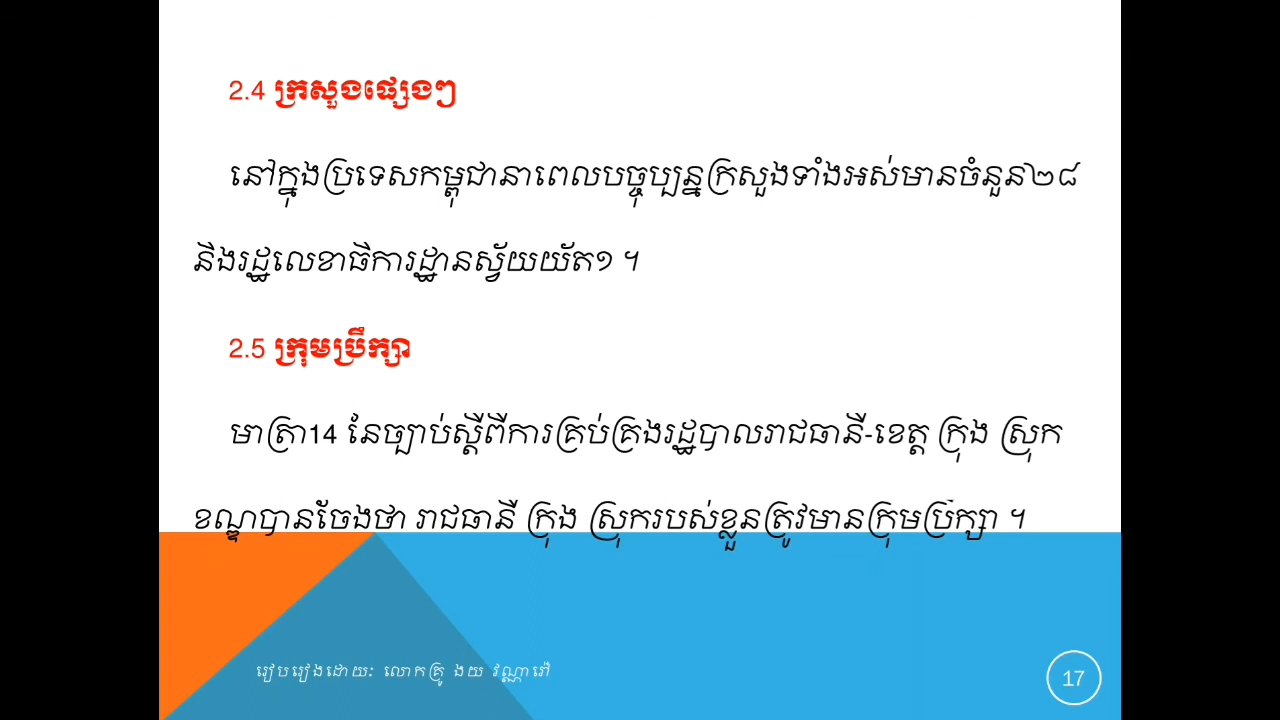 2.4 ក្រសួងផ្សេងៗ
នៅក្នុងប្រទេសកម្ពុជានាពេលបច្ចុប្បន្នក្រសួងទាំងអស់មានចំនួន២៨
និងរដ្ឋលេខាធិការដ្ឋានស្វ័យយ័ត១ ។
2.5 ក្រុមប្រឹក្សា
មាត្រា14 នៃច្បាប់ស្តីពីការគ្រប់គ្រងរដ្ឋបាលរាជធានី-ខេត្ត ក្រុង ស្រុក
ខណ្ឌបានចែងថា រាជធានី ក្រុង ស្រុករបស់ខ្លួនត្រូវមានក្រុមប្រឹក្សា ។
រៀបរៀងដោយ: លោកគ្រូ ងយ វណ្ណារ៉ៅ
17